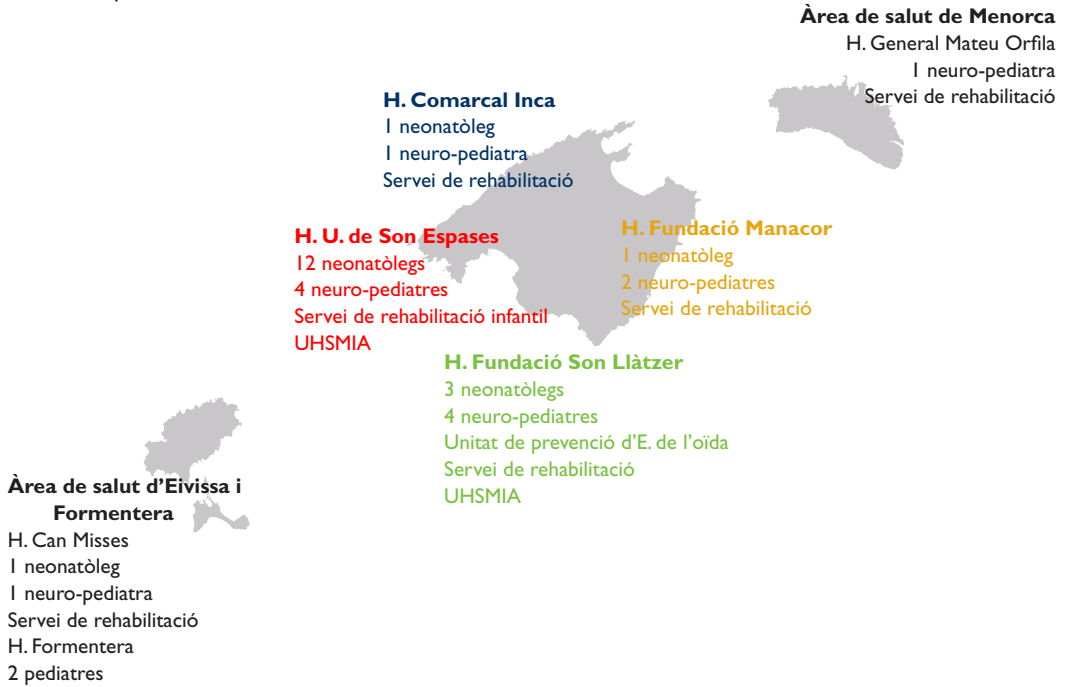 Àrea de salut de Menorca
H. General Mateu Orfila
1 neuro-pediatra
Servei de rehabilitació
H. Comarcal Inca
1 neonatòleg
1 neuro-pediatra
Servei de rehabilitació
H. U. de Son Espases
12 neonatòlegs
4 neuro-pediatres
Servei de rehabilitació infantil
UHSMIA
H. Fundació Manacor
1 neonatòleg
2 neuro-pediatres
Servei de rehabilitació
H. Fundació Son Llàtzer
3 neonatòlegs
4 neuro-pediatres
Unitat de prevenció d’E. de l’oïda
Servei de rehabilitació
UHSMIA
Àrea de salut d’Eivissa i
Formentera
H. Can Misses
1 neonatòleg
1 neuro-pediatra
Servei de rehabilitació
H. Formentera
2 pediatres